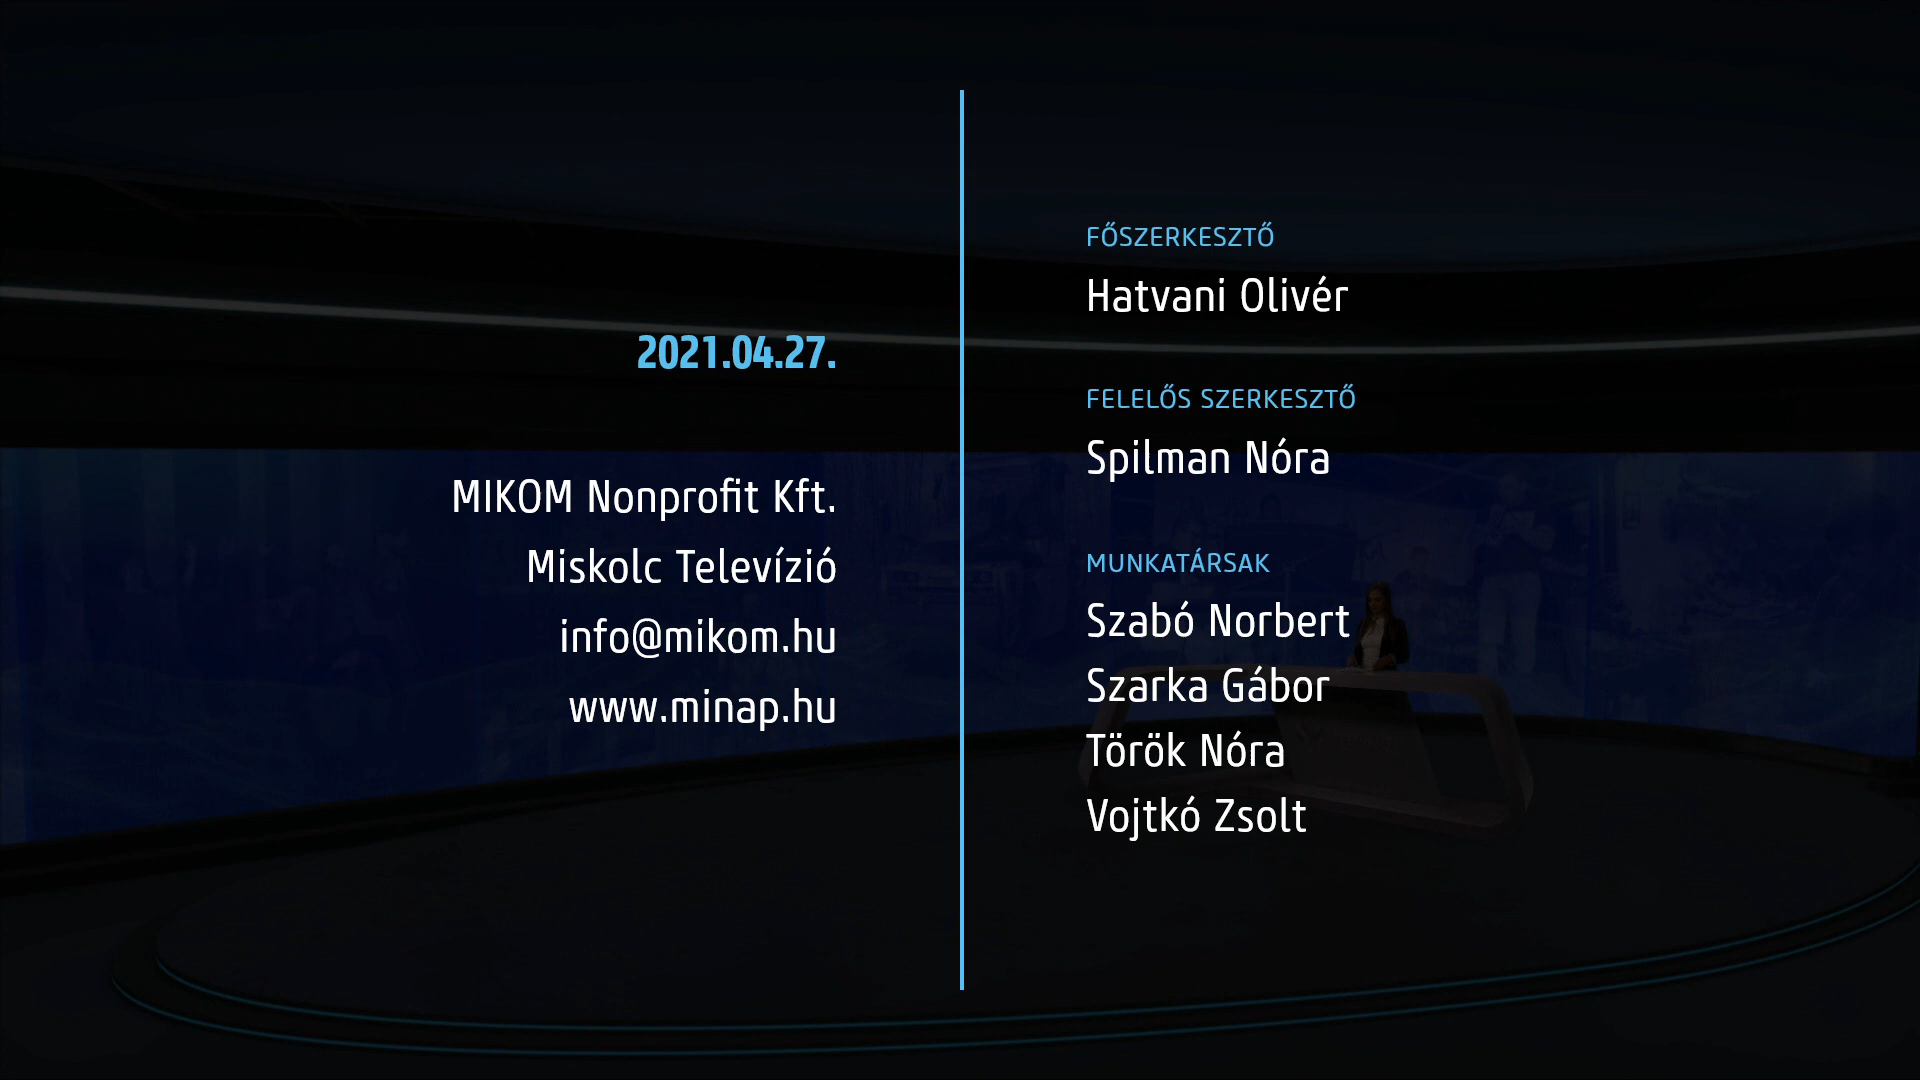 2021.04.27.
MIKOM Nonprofit Kft.
Miskolc Televízió
info@mikom.hu
www.minap.hu
FŐSZERKESZTŐ
Hatvani Olivér
FELELŐS SZERKESZTŐ
Spilman Nóra
MUNKATÁRSAK
Szabó Norbert
Szarka Gábor
Török Nóra
Vojtkó Zsolt